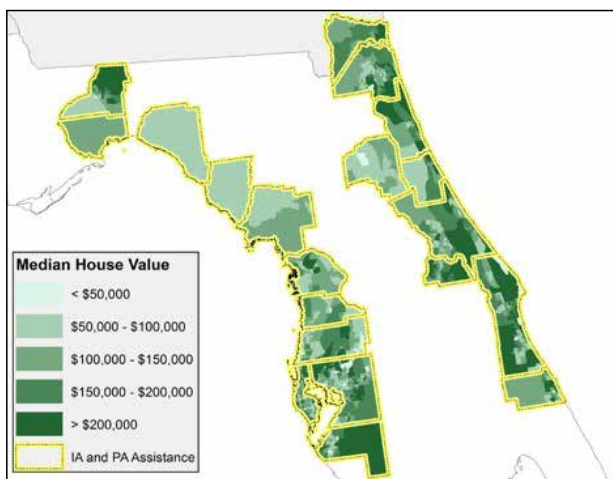 Median House Value
< $50,000
$50,000 - $100,000
$100,000 - $150,000
$150,000 - $200,000
> $200,000
IA and PA Assistance